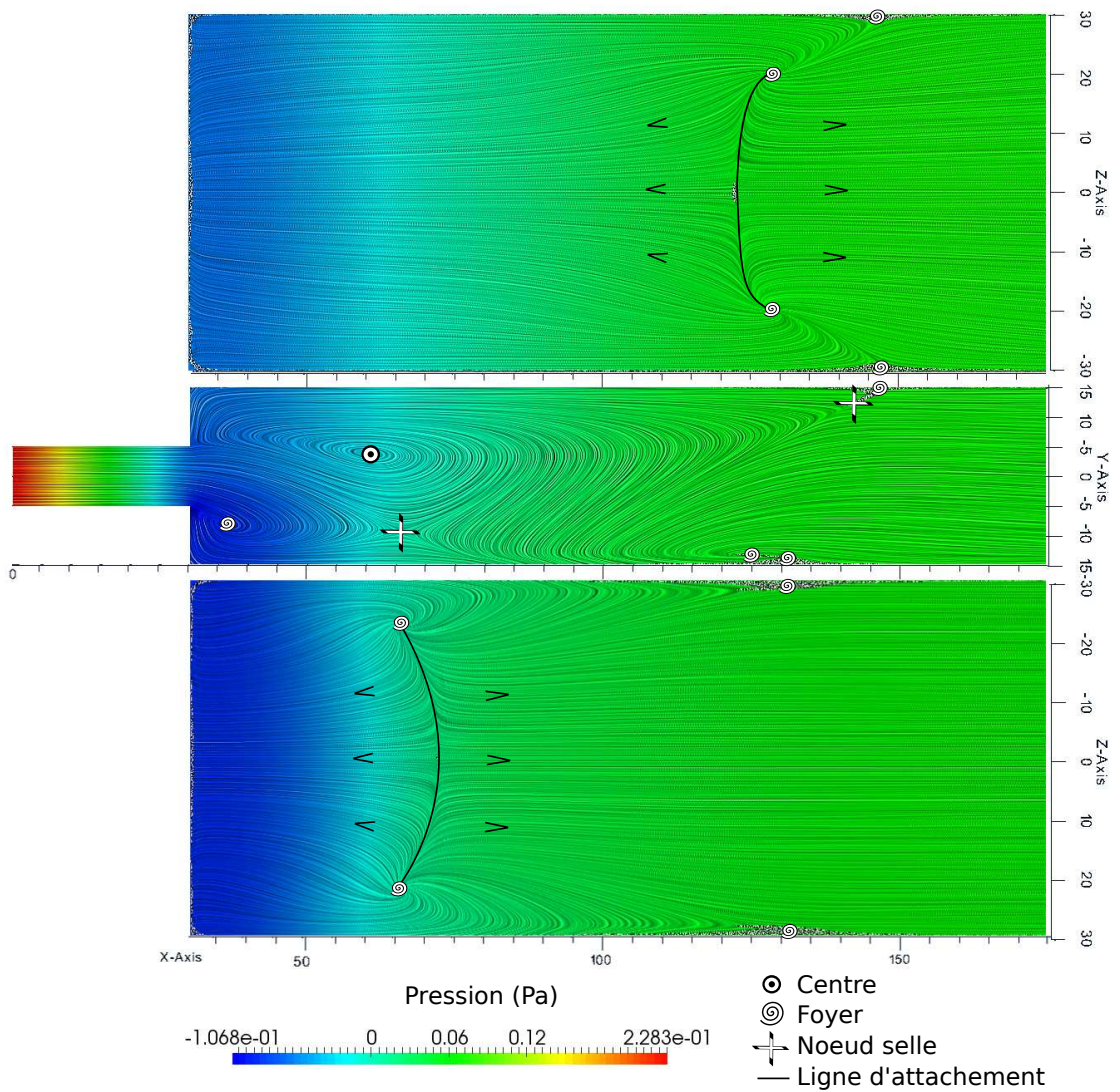 30
20
10
0
-10
-20
-30
Z-Axis
15
10
-5
0
-5
-10
15
Y-Axis
0
-30
-20
-10
0
10
20
30
Z-Axis
X-Axis
50
100
150
Pression (Pa)
-1.068e-01
0
0.06
0.12
2.283e-01
Centre
Foyer
Noeud selle
Ligne d'attachement